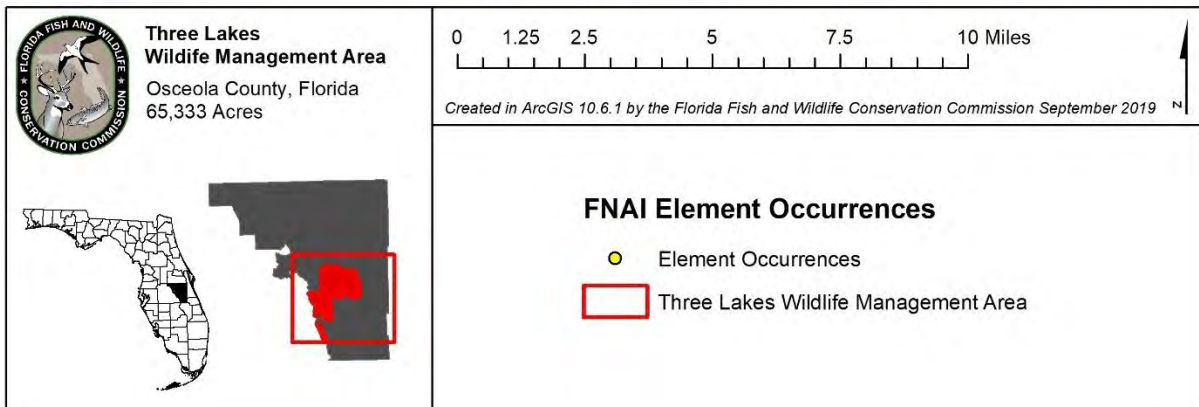 FLORIDA FISH AND WILDLIFE
CONSERVATION COMMISSION
Three Lakes
Wildlife Management Area
Osceola County, Florida
65,333 Acres
0 1.25 2.5 5 7.5 10 Miles
Created in ArcGIS 10.6.1 by the Florida Fish and Wildlife Conservation Commission September 2019
N
FNAI Element Occurrences
Element Occurrences
Three Lakes Wildlife Management Area